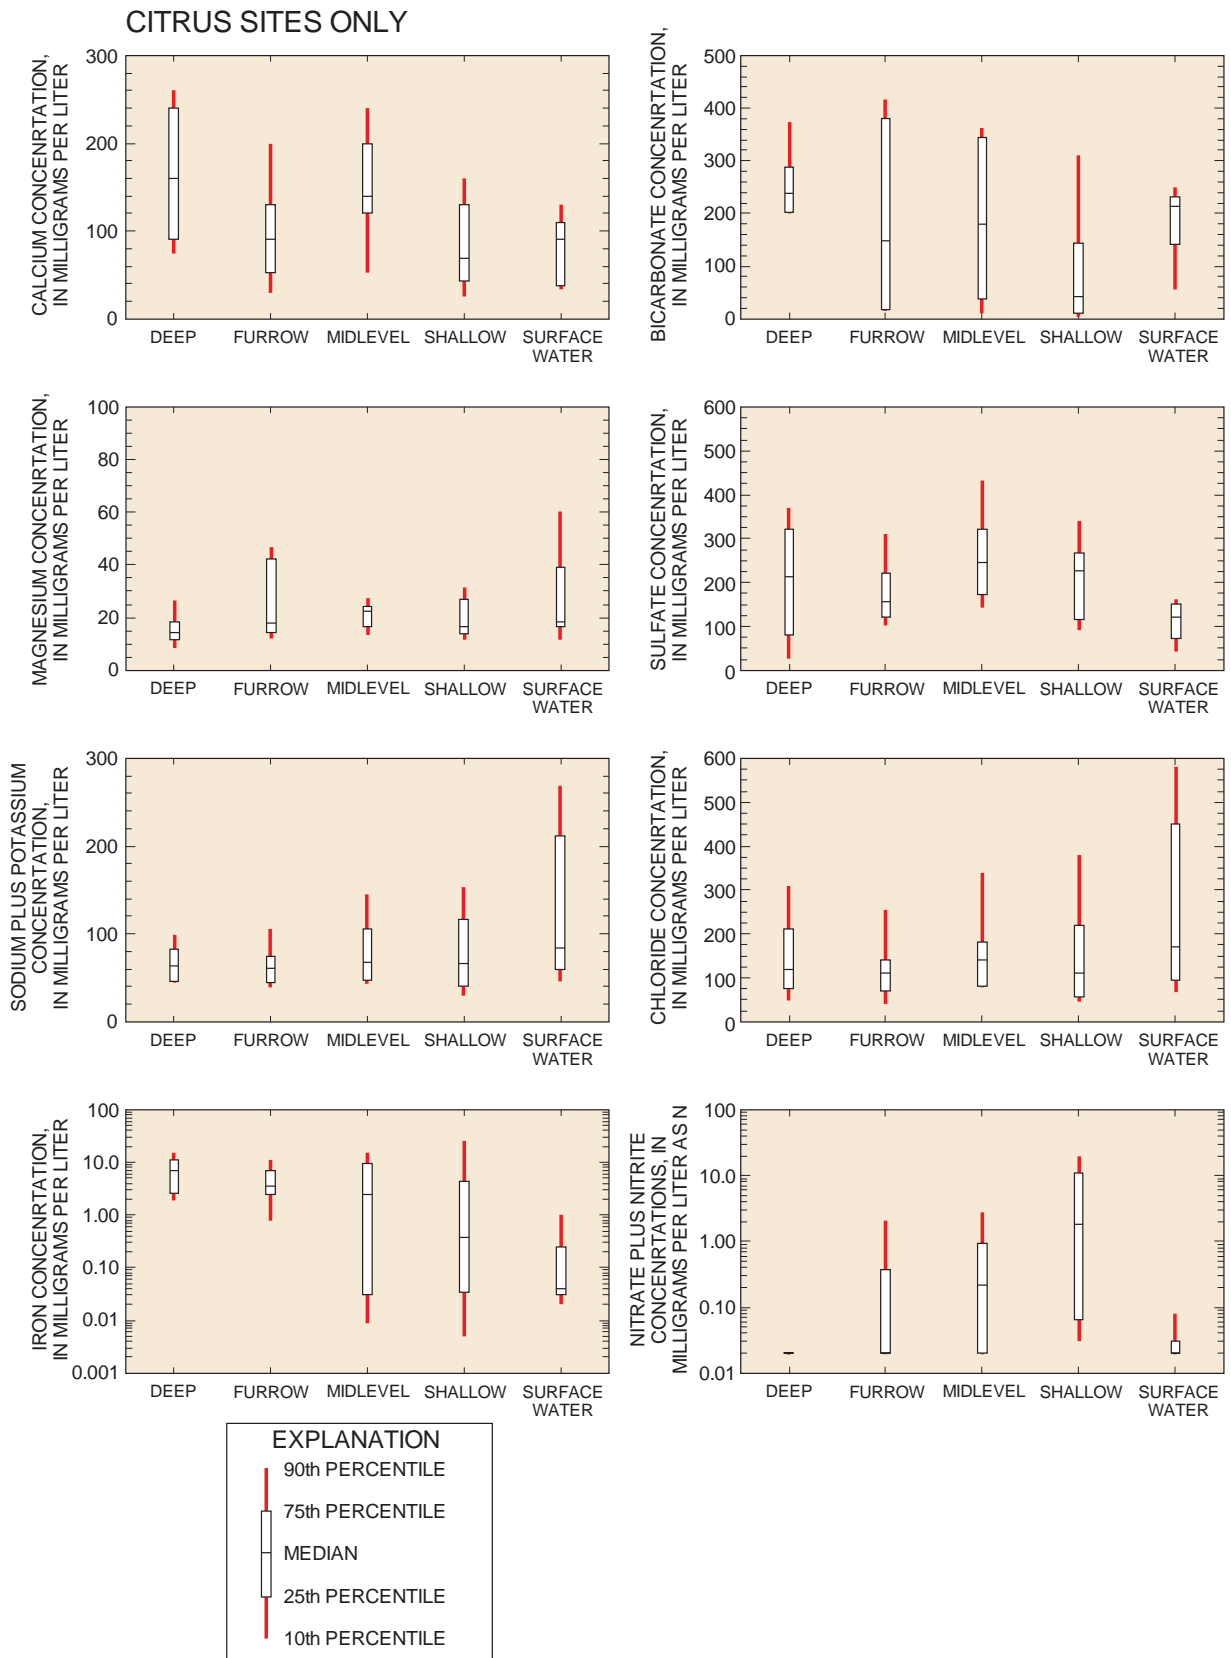 CITRUS SITES ONLY
CALCIUM CONCENRTATION,
IN MILLIGRAMS PER LITER
300
200
100
0
DEEP FURROW MIDLEVEL SHALLOW SURFACE
WATER
BICARBONATE CONCENRTATION,
IN MILLIGRAMS PER LITER
500
400
300
200
100
0
DEEP FURROW MIDLEVEL SHALLOW SURFACE
WATER
MAGNESIUM CONCENRTATION,
IN MILLIGRAMS PER LITER
100
80
60
40
20
0
DEEP FURROW MIDLEVEL SHALLOW SURFACE
WATER
SULFATE CONCENRTATION,
IN MILLIGRAMS PER LITER
600
500
400
300
200
100
0
DEEP FURROW MIDLEVEL SHALLOW SURFACE
WATER
SODIUM PLUS POTASSIUM
CONCENRTATION,
IN MILLIGRAMS PER LITER
300
200
100
0
DEEP FURROW MIDLEVEL SHALLOW SURFACE
WATER
CHLORIDE CONCENRTATION,
IN MILLIGRAMS PER LITER
600
500
400
300
200
100
0
DEEP FURROW MIDLEVEL SHALLOW SURFACE
WATER
IRON CONCENRTATION,
IN MILLIGRAMS PER LITER
100
10.0
1.00
0.10
0.01
0.001
DEEP FURROW MIDLEVEL SHALLOW SURFACE
WATER
NITRATE PLUS NITRITE
CONCENRTATIONS, IN
MILLIGRAMS PER LITER AS N
100
10.0
1.00
0.10
0.01
DEEP FURROW MIDLEVEL SHALLOW SURFACE
WATER
EXPLANATION
90th PERCENTILE
75th PERCENTILE
MEDIAN
25th PERCENTILE
10th PERCENTILE